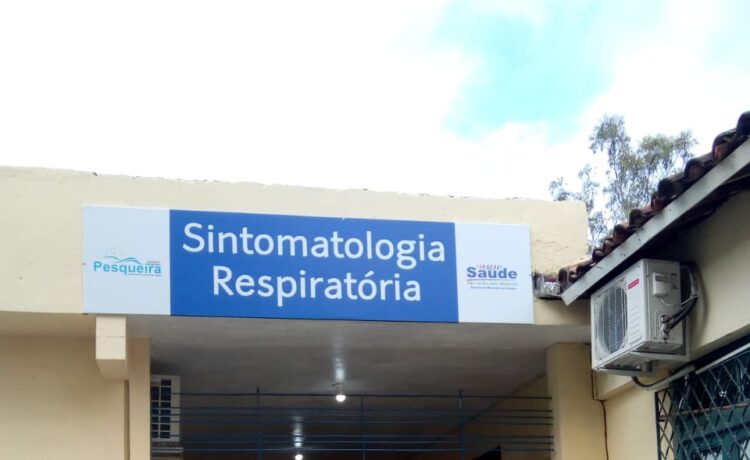 Sintomatologia
Respiratória
Pesqueira
Saúde